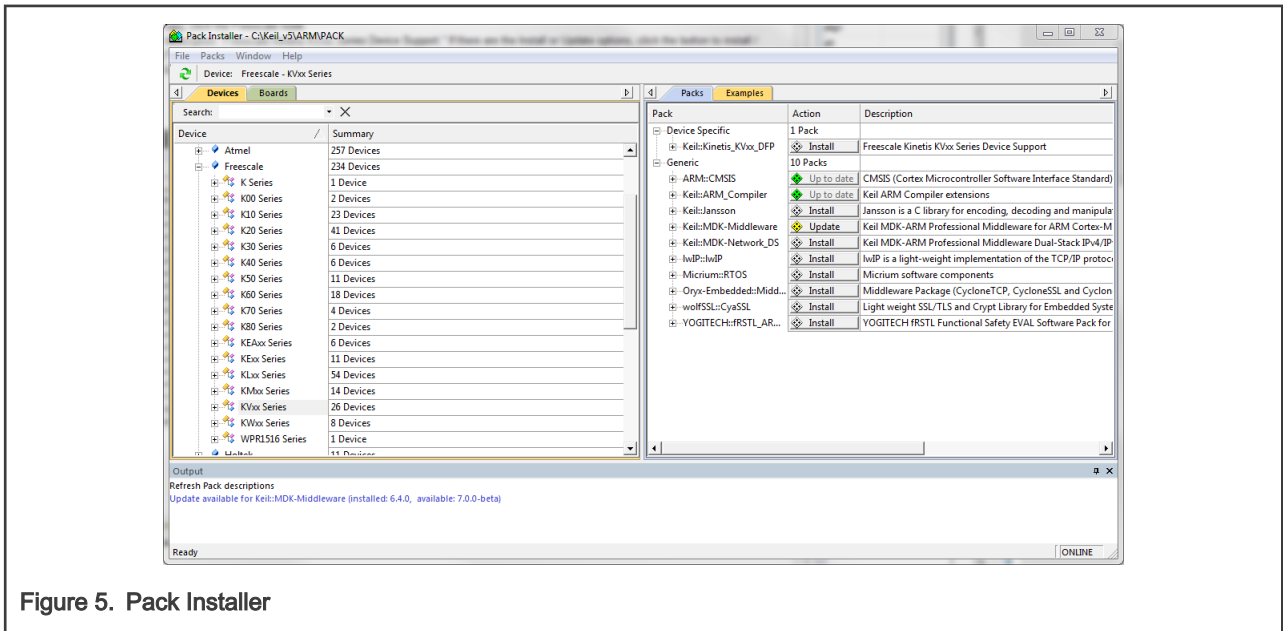 Pack Installer - C:\Keil_v5\ARM\PACK
File Packs Window Help
Device: Freescale - KVxx Series
Devices Boards
Search:
Device / Summary
Atmel 257 Devices
Freescale 234 Devices
K Series 1 Device
K00 Series 2 Devices
K10 Series 23 Devices
K20 Series 41 Devices
K30 Series 6 Devices
K40 Series 6 Devices
K50 Series 11 Devices
K60 Series 18 Devices
K70 Series 4 Devices
K80 Series 2 Devices
KEAxx Series 6 Devices
KExx Series 11 Devices
KLxx Series 54 Devices
KMxx Series 14 Devices
KVxx Series 26 Devices
KWxx Series 8 Devices
WPR1516 Series 1 Device
Holtek 11 Devices
Packs Examples
Pack Action Description
Device Specific 1 Pack
Keil::Kinetis_KVxx_DFP Install Freescale Kinetis KVxx Series Device Support
Generic 10 Packs
ARM::CMSIS Up to date CMSIS (Cortex Microcontroller Software Interface Standard)
Keil::ARM_Compiler Up to date Keil ARM Compiler extensions
Keil::Jansson Install Jansson is a C library for encoding, decoding and manipula
Keil::MDK-Middleware Update Keil MDK-ARM Professional Middleware for ARM Cortex-M
Keil::MDK-Network_DS Install Keil MDK-ARM Professional Middleware Dual-Stack IPv4/IP
lwIP::lwIP Install lwIP is a light-weight implementation of the TCP/IP protoc
Micrium::RTOS Install Micrium software components
Oryx-Embedded::Midd... Install Middleware Package (CycloneTCP, CycloneSSL and Cyclon
wolfSSL::CyaSSL Install Light weight SSL/TLS and Crypt Library for Embedded Syste
YOGITECH::fRSTL_AR... Install YOGITECH fRSTL Functional Safety EVAL Software Pack for
Output
Refresh Pack descriptions
Update available for Keil::MDK-Middleware (installed: 6.4.0, available: 7.0.0-beta)
Ready ONLINE
Figure 5. Pack Installer